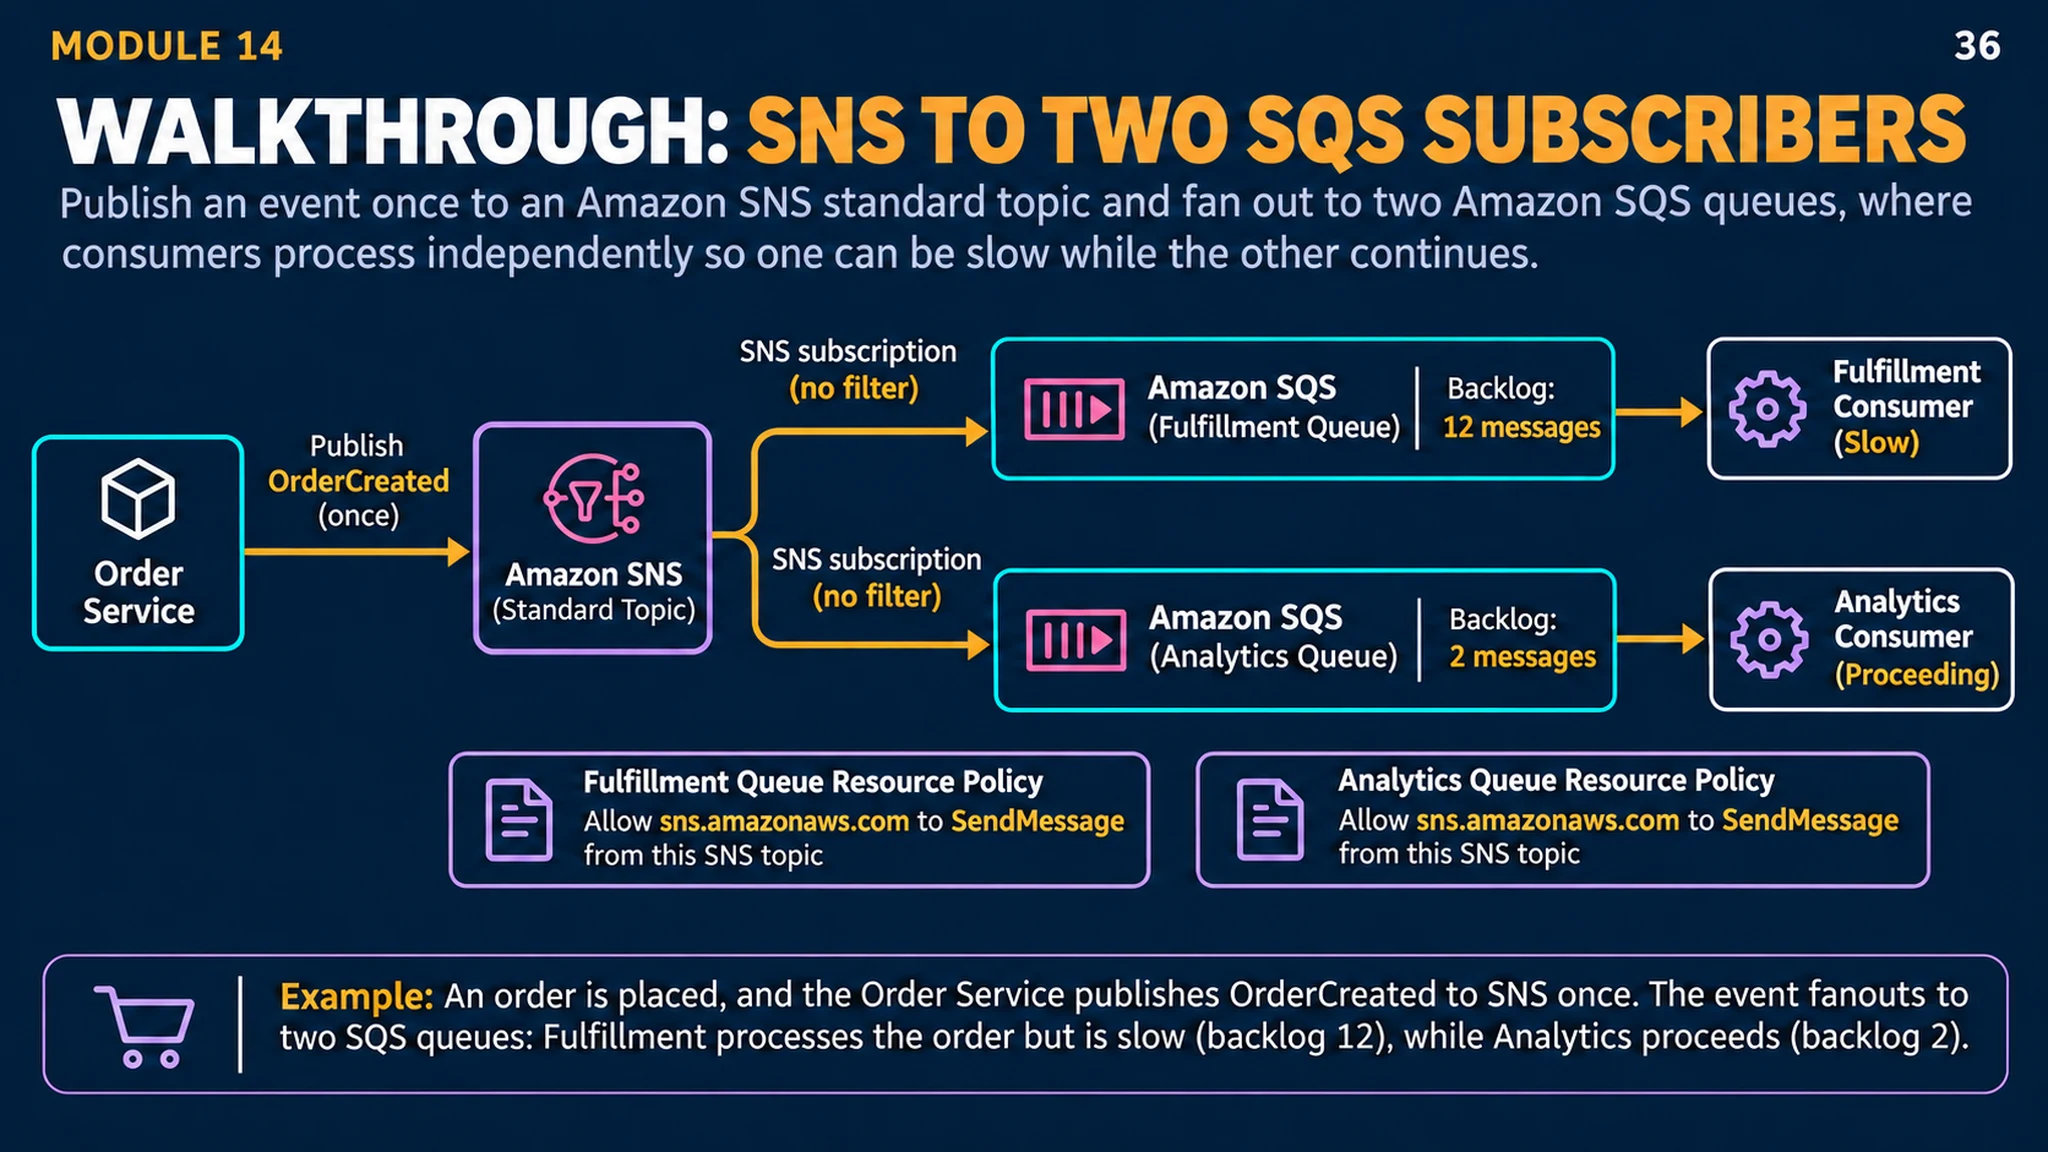 MODULE 14
36
WALKTHROUGH: SNS TO TWO SQS SUBSCRIBERS
Publish an event once to an Amazon SNS standard topic and fan out to two Amazon SQS queues, where
consumers process independently so one can be slow while the other continues.
Order
Service
Publish
OrderCreated
(once)
Amazon SNS
(Standard Topic)
SNS subscription
(no filter)
Amazon SQS
(Fulfillment Queue)
Backlog:
12 messages
Fulfillment
Consumer
(Slow)
SNS subscription
(no filter)
Amazon SQS
(Analytics Queue)
Backlog:
2 messages
Analytics
Consumer
(Proceeding)
Fulfillment Queue Resource Policy
Allow sns.amazonaws.com to SendMessage
from this SNS topic
Analytics Queue Resource Policy
Allow sns.amazonaws.com to SendMessage
from this SNS topic
Example: An order is placed, and the Order Service publishes OrderCreated to SNS once. The event fanouts to
two SQS queues: Fulfillment processes the order but is slow (backlog 12), while Analytics proceeds (backlog 2).